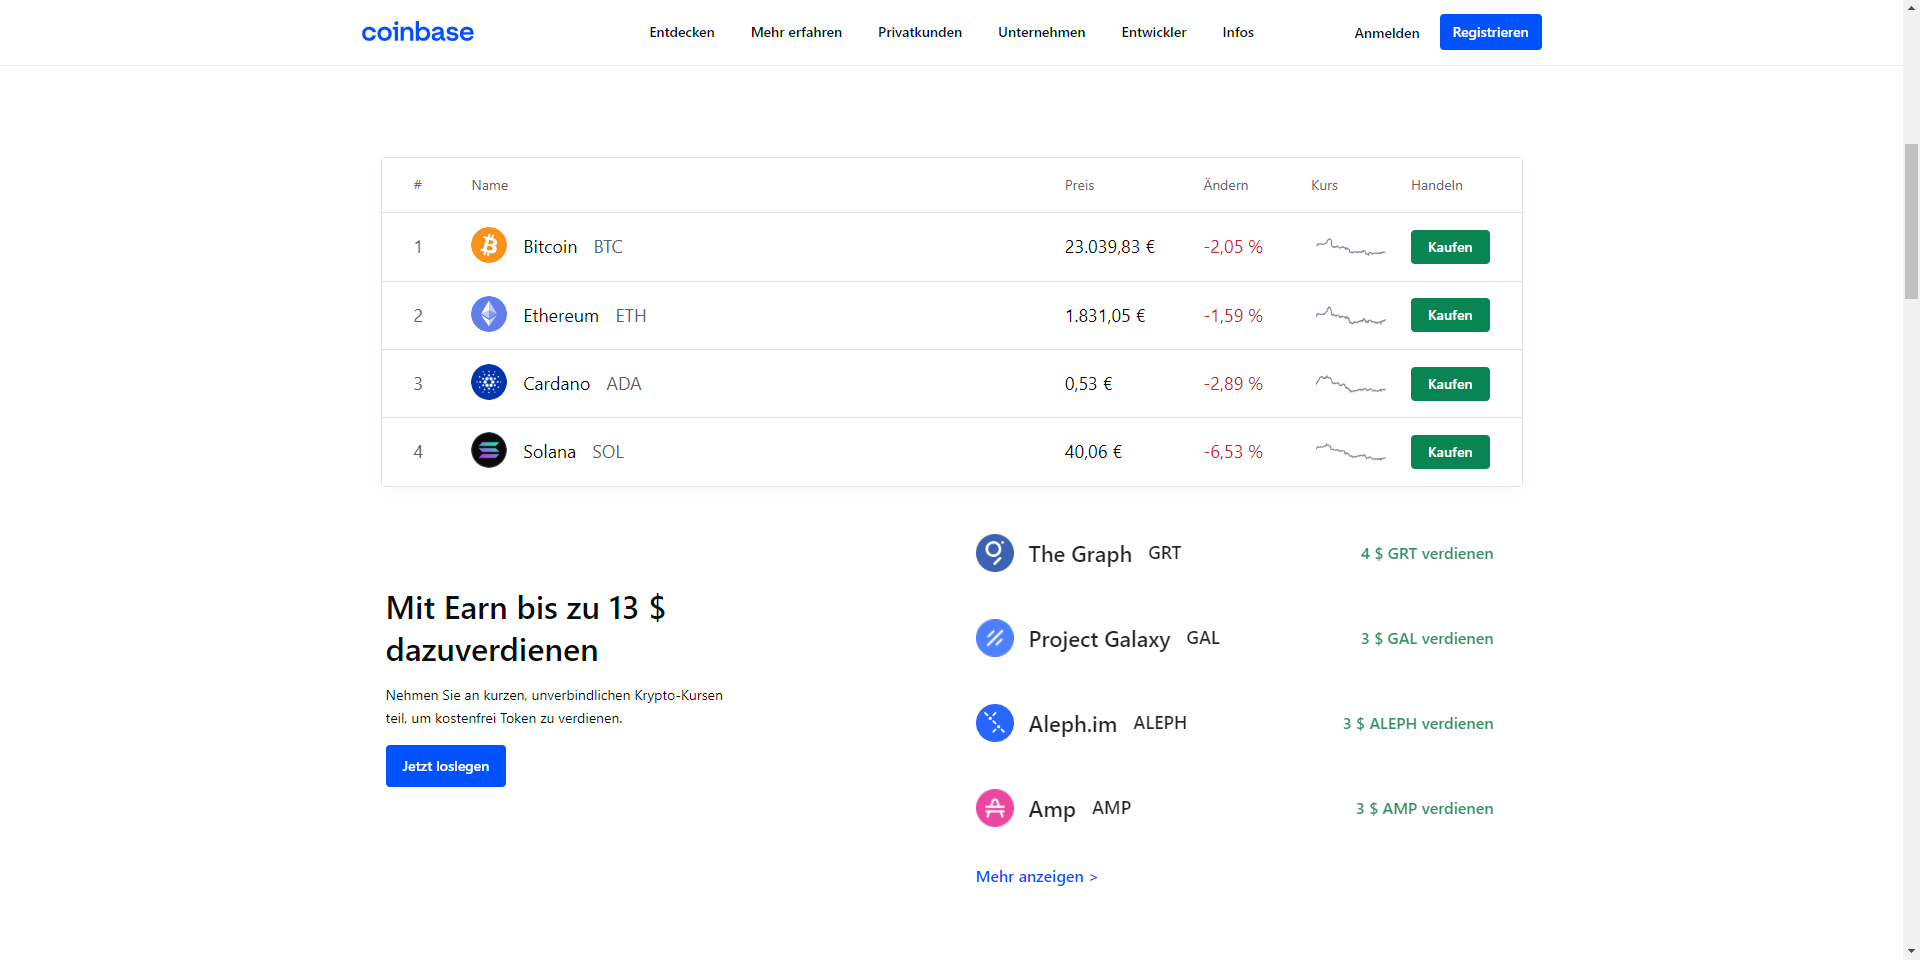 coinbase Entdecken Mehr erfahren Privatkunden Unternehmen Entwickler Infos Anmelden Registrieren
# Name Preis Ändern Kurs Handeln
1 Bitcoin BTC 23.039,83 € -2,05 % Kaufen
2 Ethereum ETH 1.831,05 € -1,59 % Kaufen
3 Cardano ADA 0,53 € -2,89 % Kaufen
4 Solana SOL 40,06 € -6,53 % Kaufen
Mit Earn bis zu 13 $
dazuverdienen
Nehmen Sie an kurzen, unverbindlichen Krypto-Kursen
teil, um kostenfrei Token zu verdienen.
Jetzt loslegen
The Graph GRT 4 $ GRT verdienen
Project Galaxy GAL 3 $ GAL verdienen
Aleph.im ALEPH 3 $ ALEPH verdienen
Amp AMP 3 $ AMP verdienen
Mehr anzeigen >